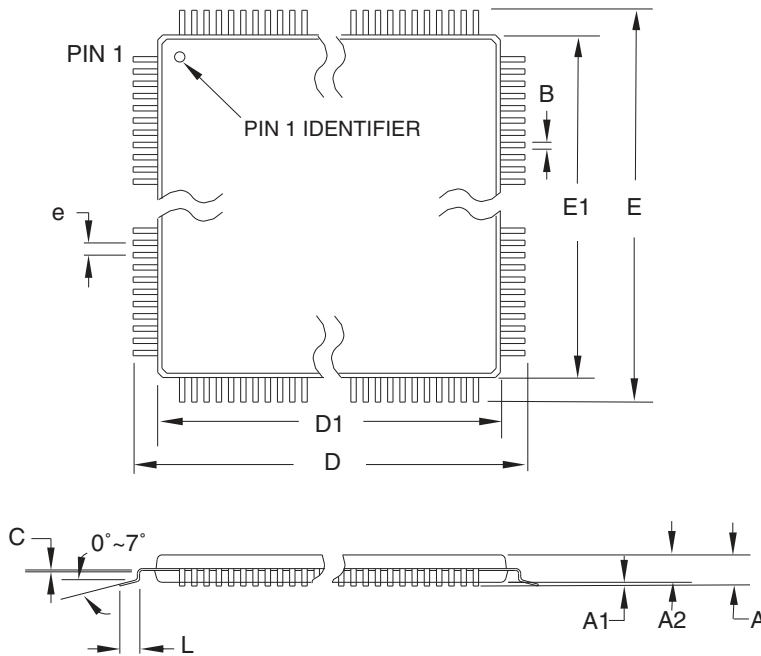 PIN 1
PIN 1 IDENTIFIER
B
e
E1
E
D1
D
C
0°~7°
L
A1
A2
A